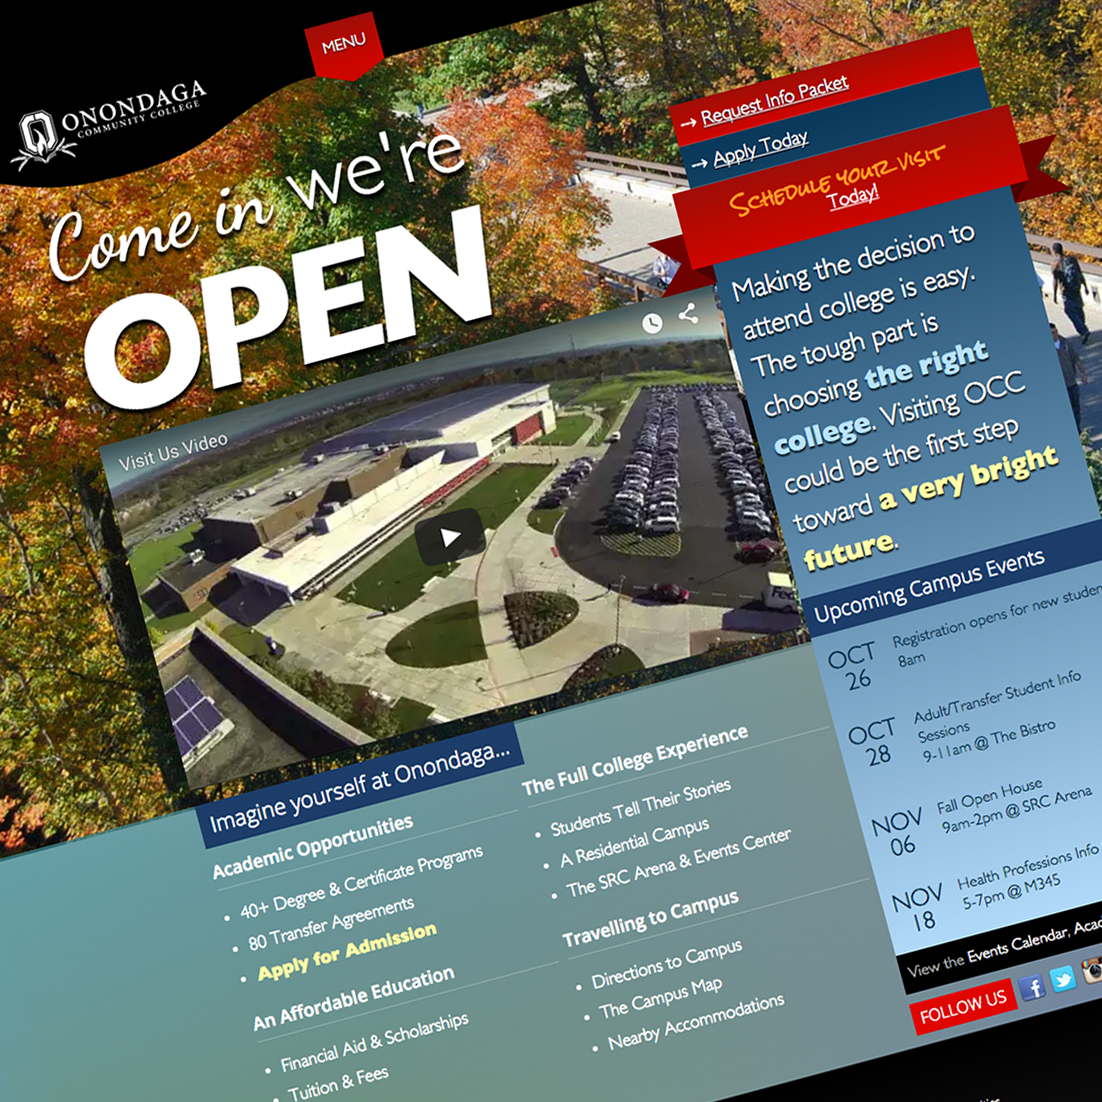 MENU
ONONDAGA
COMMUNITY COLLEGE
Come in we're
OPEN
→ Request Info Packet
→ Apply Today
SCHEDULE YOUR VISIT
Today!
Making the decision to
attend college is easy.
The tough part is
choosing the right
college. Visiting OCC
could be the first step
toward a very bright
future.
Visit Us Video
Upcoming Campus Events
OCT
26
Registration opens for new
8am
OCT
28
Adult/Transfer Student Info
Sessions
9-11am @ The Bistro
NOV
06
Fall Open House
9am-2pm @ SRC Arena
NOV
18
Health Professions Info
5-7pm @ M345
View the Events Calendar,
FOLLOW US
Imagine yourself at Onondaga...
Academic Opportunities
• 40+ Degree & Certificate Programs
• 80 Transfer Agreements
• Apply for Admission
An Affordable Education
• Financial Aid & Scholarships
• Tuition & Fees
The Full College Experience
• Students Tell Their Stories
• A Residential Campus
• The SRC Arena & Events Center
Travelling to Campus
• Directions to Campus
• The Campus Map
• Nearby Accommodations